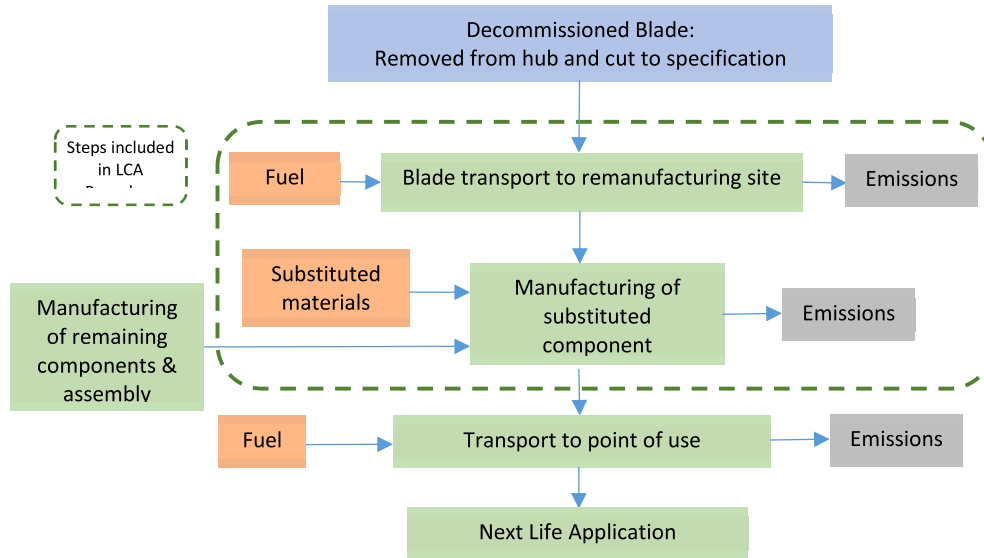 Decommissioned Blade:
Removed from hub and cut to specification
Steps included
in LCA
Fuel
Blade transport to remanufacturing site
Emissions
Substituted
materials
Manufacturing of
substituted
component
Emissions
Manufacturing
of remaining
components &
assembly
Fuel
Transport to point of use
Emissions
Next Life Application